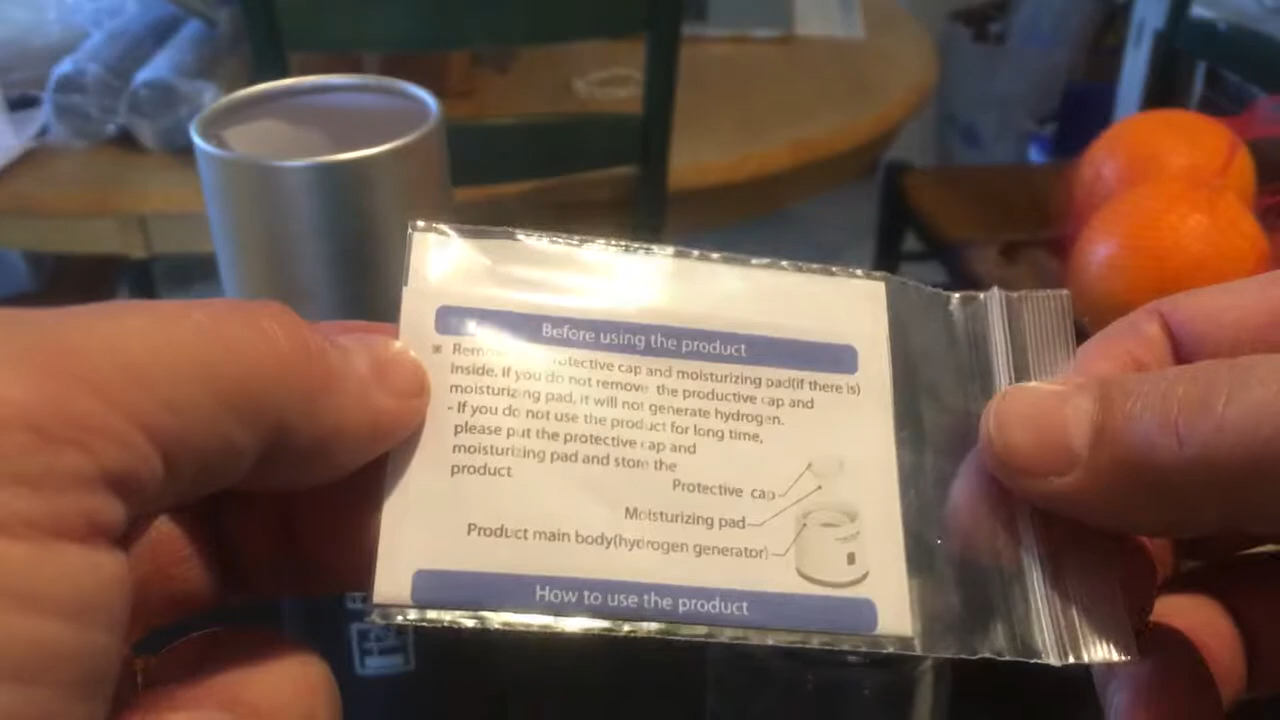 Before using the product
※ Remove protective cap and moisturizing pad(if there is)
Inside. If you do not remove the productive cap and
moisturizing pad, it will not generate hydrogen.
- If you do not use the product for long time,
please put the protective cap and
moisturizing pad and store the
product
Protective cap
Moisturizing pad
Product main body(hydrogen generator)
How to use the product